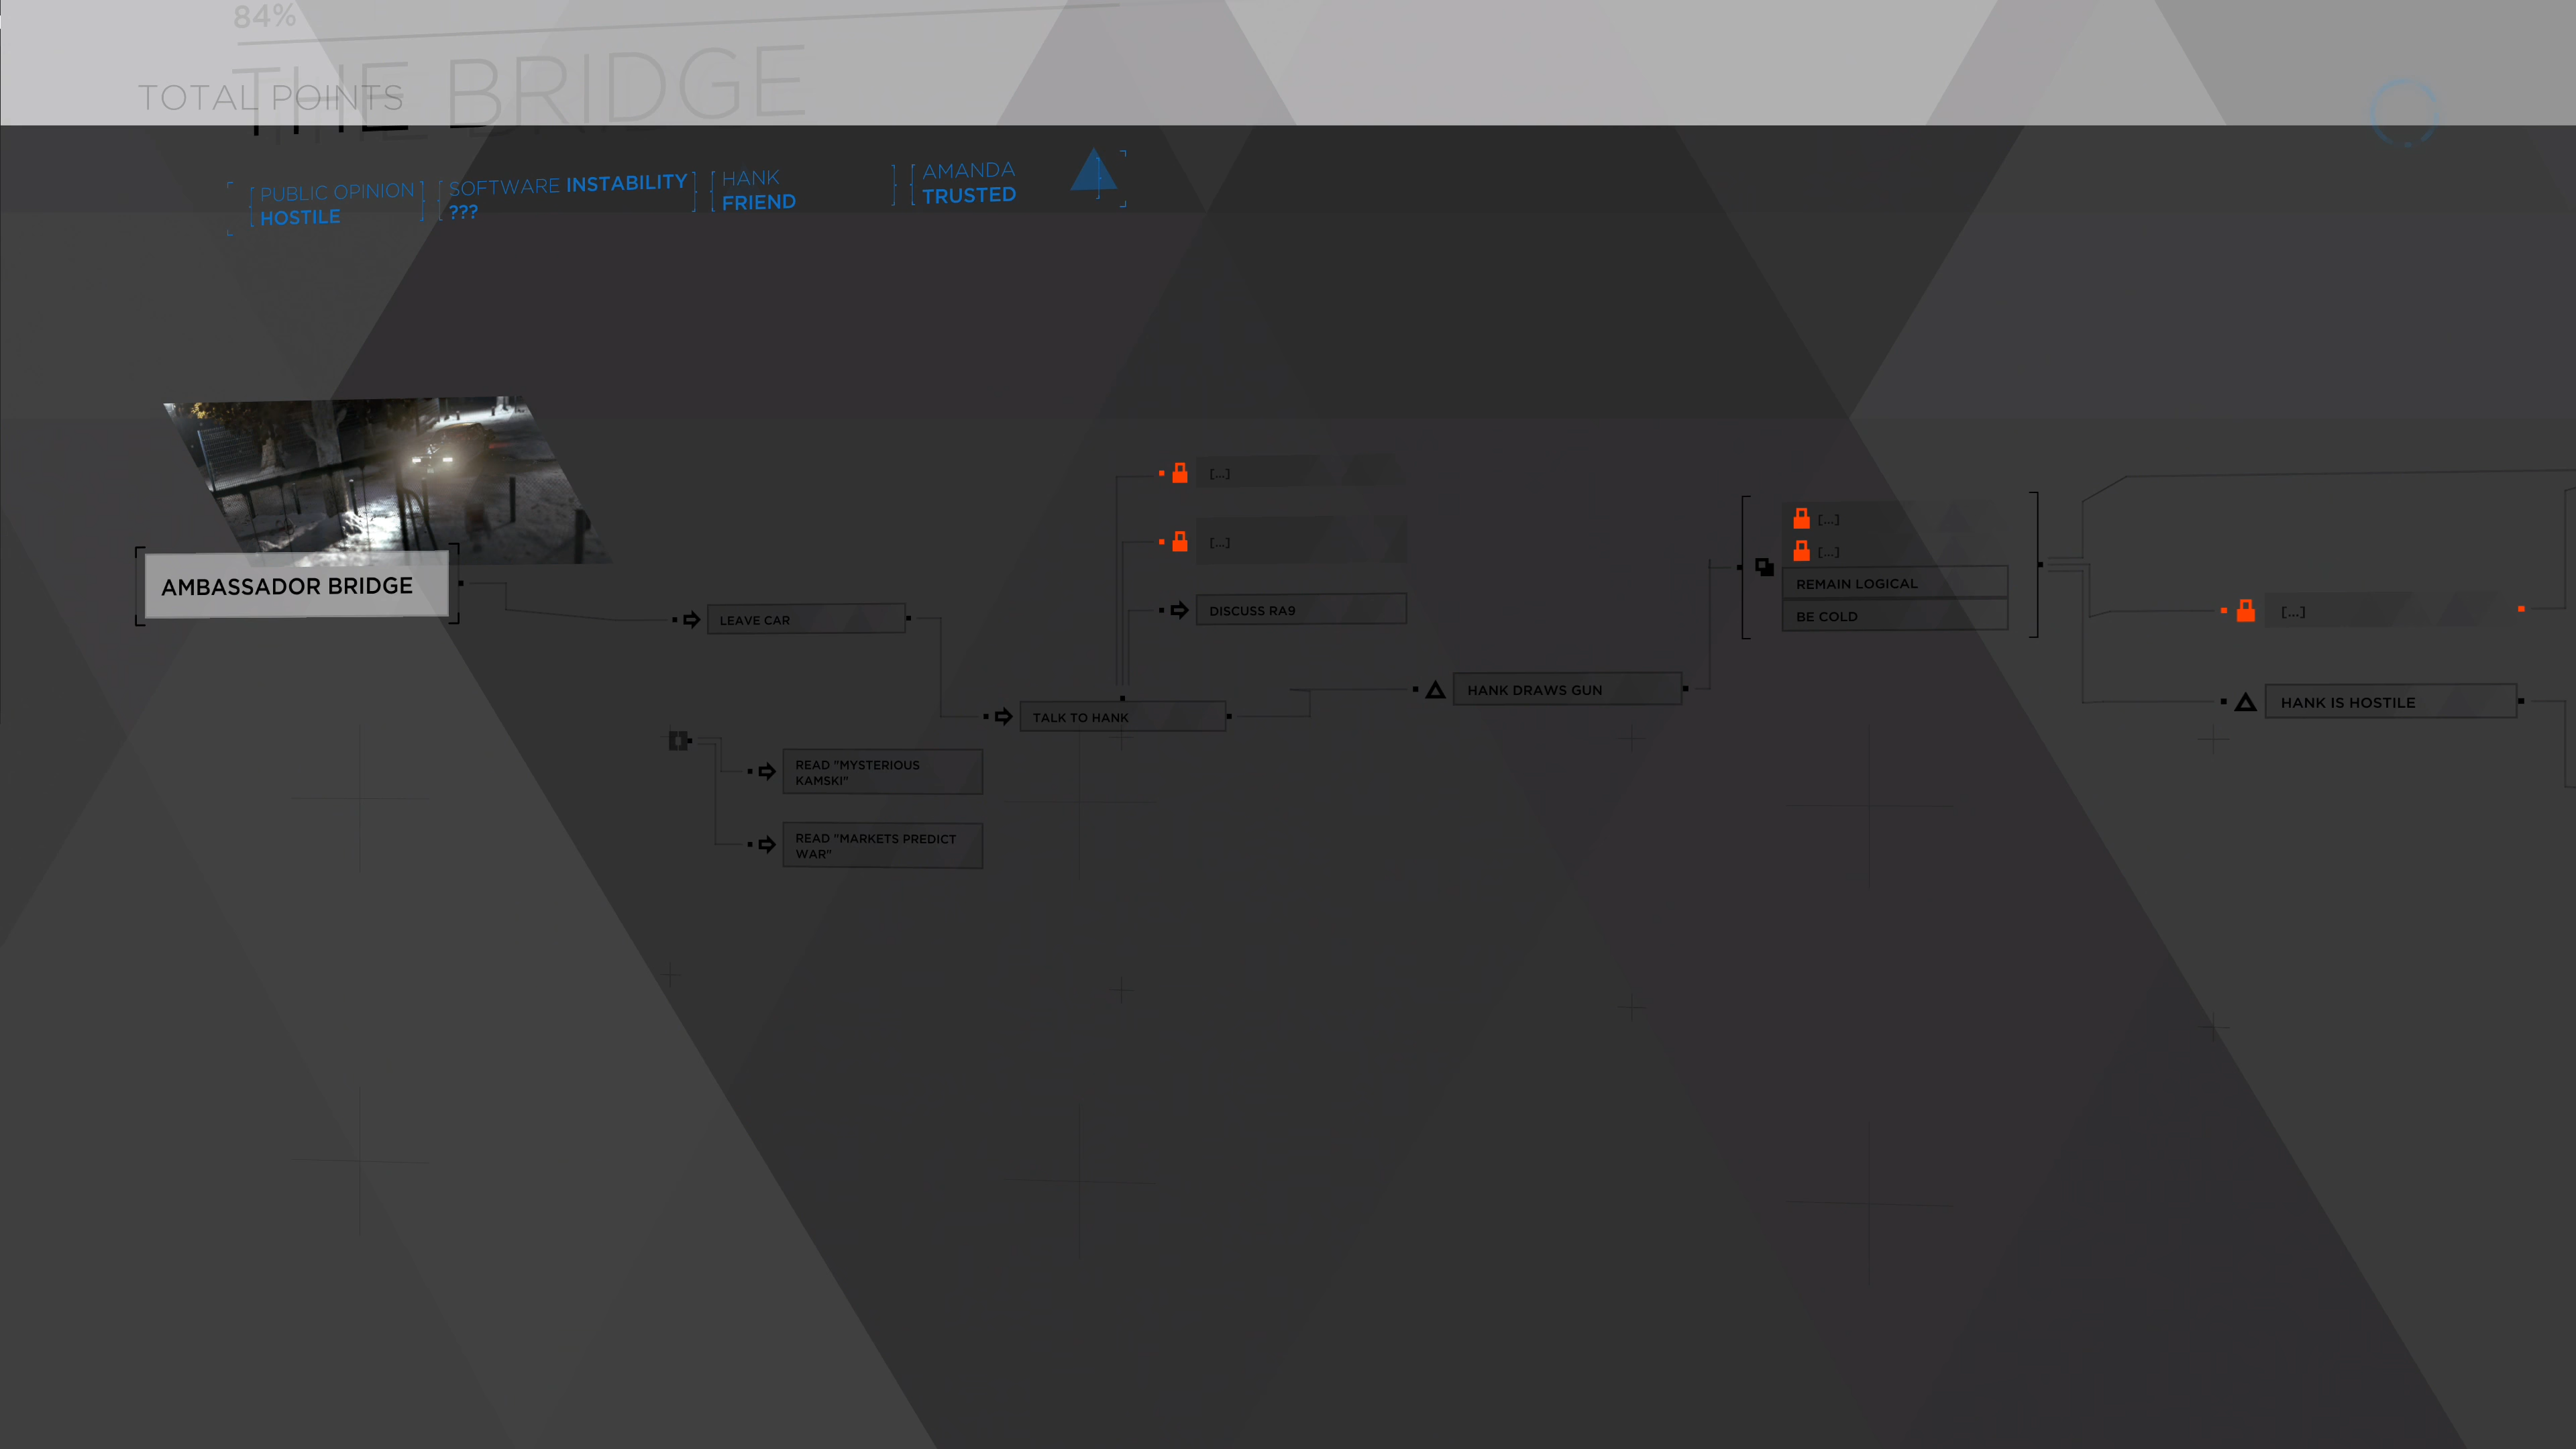 84%
THE BRIDGE
TOTAL POINTS
PUBLIC OPINION
HOSTILE
SOFTWARE INSTABILITY
???
HANK
FRIEND
AMANDA
TRUSTED
AMBASSADOR BRIDGE
LEAVE CAR
READ "MYSTERIOUS
KAMSKI"
READ "MARKETS PREDICT
WAR"
TALK TO HANK
[...]
[...]
DISCUSS RA9
HANK DRAWS GUN
[...]
[...]
REMAIN LOGICAL
BE COLD
[...]
HANK IS HOSTILE